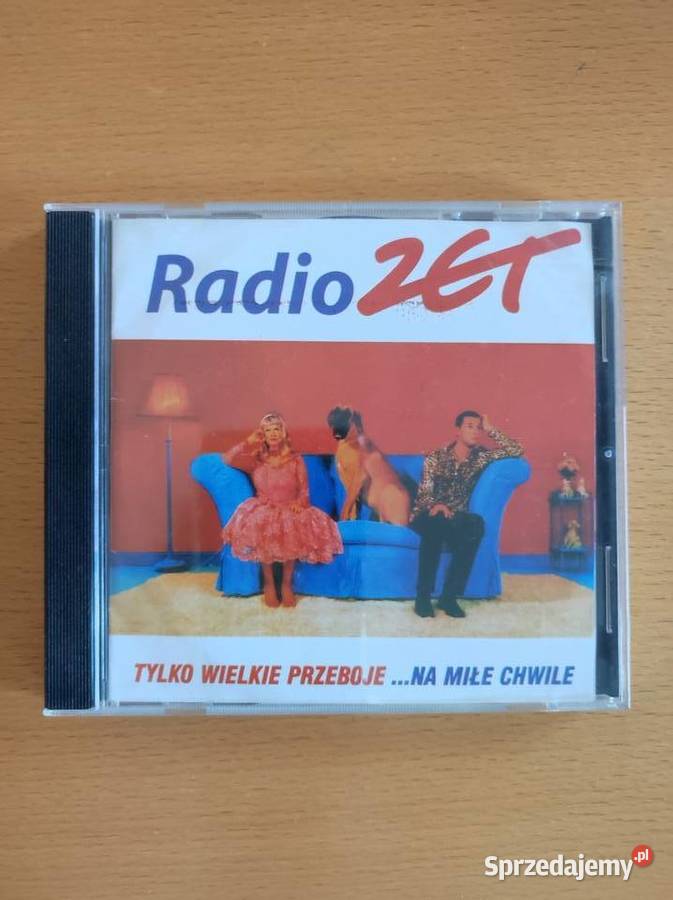 Radio ZET
TYLKO WIELKIE PRZEBOJE ...NA MIŁE CHWILE
Sprzedajemy.pl